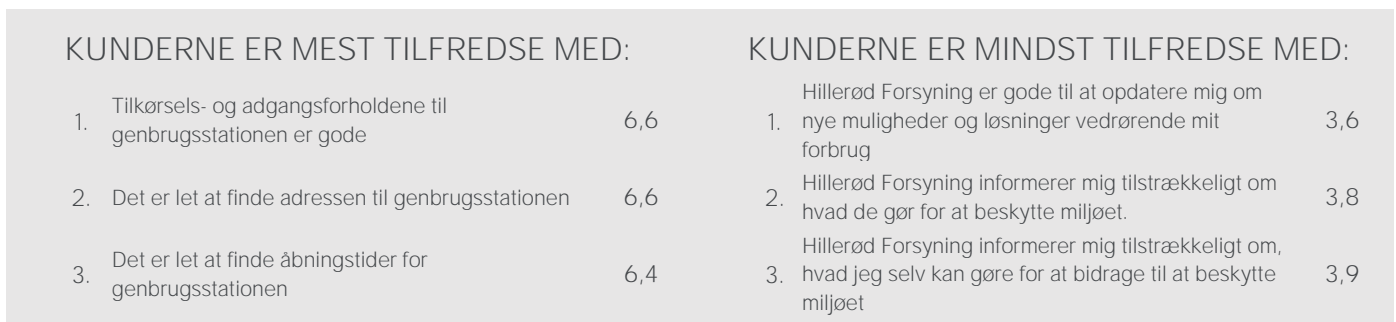 KUNDERNE ER MEST TILFREDSE MED:
1. Tilkørsels- og adgangsforholdene til
genbrugsstationen er gode 6,6
2. Det er let at finde adressen til genbrugsstationen 6,6
3. Det er let at finde åbningstider for
genbrugsstationen 6,4
KUNDERNE ER MINDST TILFREDSE MED:
Hillerød Forsyning er gode til at opdatere mig om
1. nye muligheder og løsninger vedrørende mit 3,6
forbrug
2. Hillerød Forsyning informerer mig tilstrækkeligt om
hvad de gør for at beskytte miljøet. 3,8
Hillerød Forsyning informerer mig tilstrækkeligt om,
3. hvad jeg selv kan gøre for at bidrage til at beskytte 3,9
miljøet